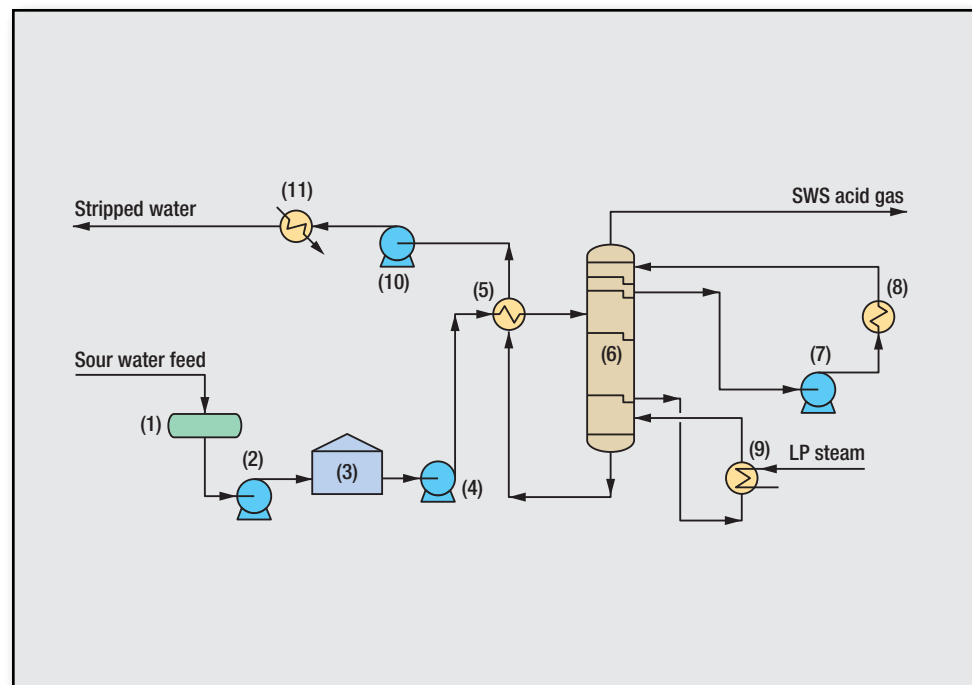 (11)
SWS acid gas
Stripped water
(10)
(5)
(8)
(6)
(7)
Sour water feed
(1)
(2)
(3)
(4)
(9)
LP steam